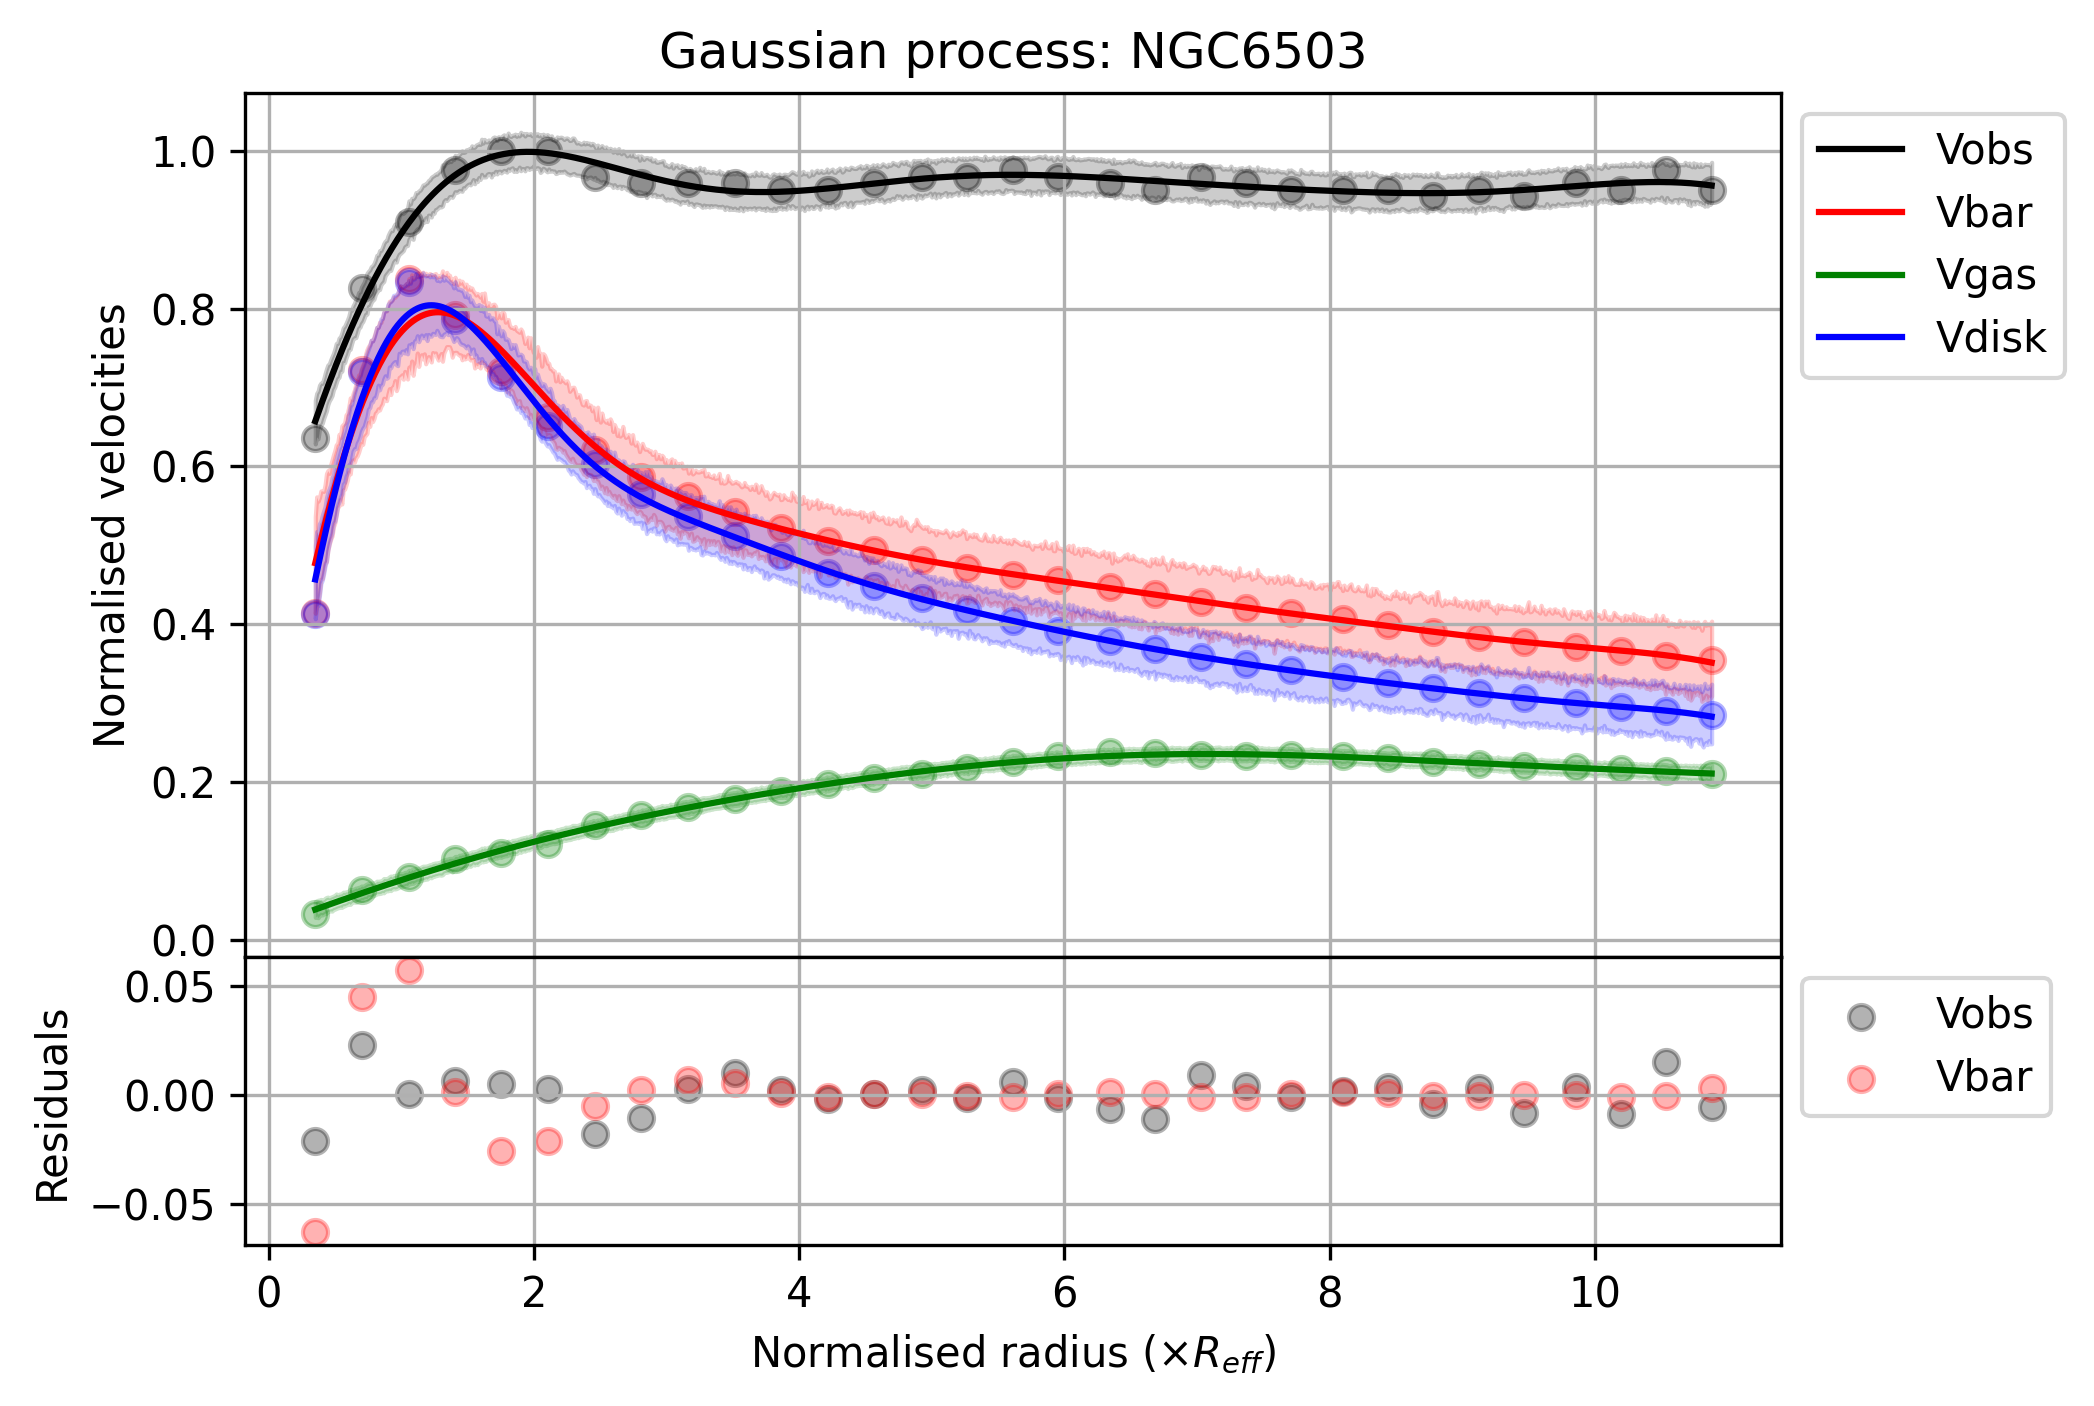 Gaussian process: NGC6503
Normalised velocities
1.0
0.8
0.6
0.4
0.2
0.0
Vobs
Vbar
Vgas
Vdisk
Residuals
0.05
0.00
−0.05
Vobs
Vbar
0 2 4 6 8 10
Normalised radius (×R_eff)